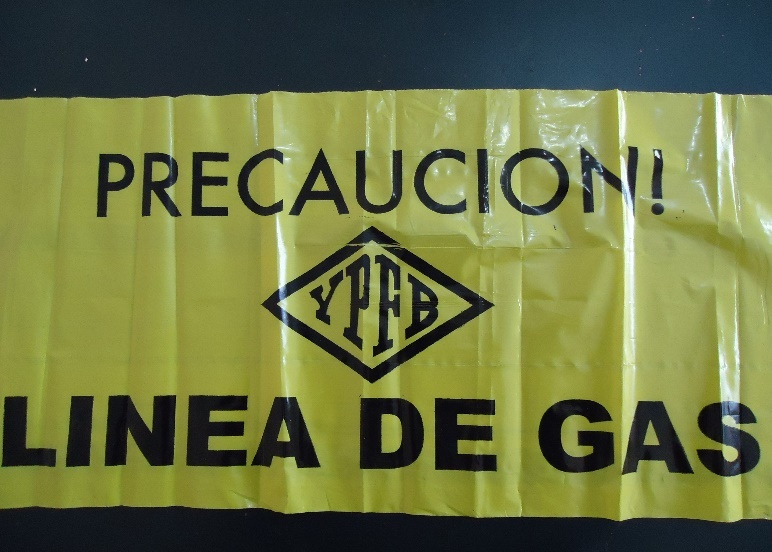 PRECAUCION!
YPFB
LINEA DE GAS